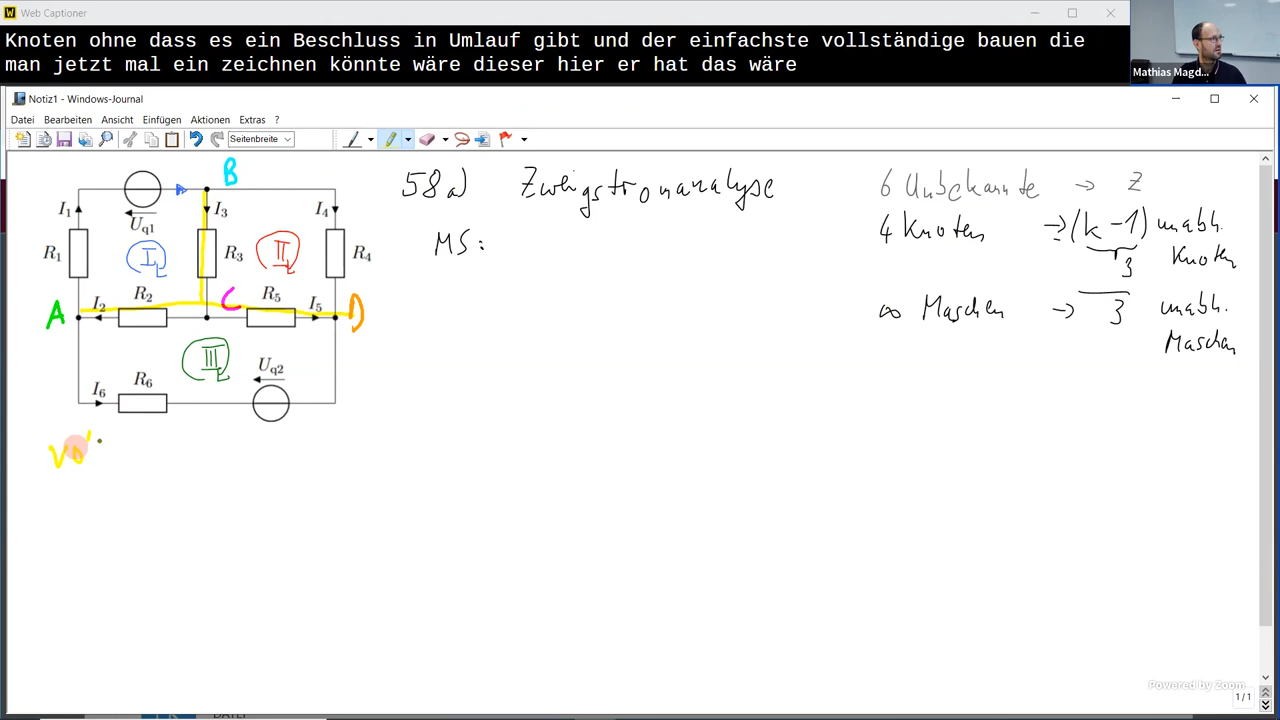 Web Captioner
Knoten ohne dass es ein Beschluss in Umlauf gibt und der einfachste vollständige bauen die
man jetzt mal ein zeichnen könnte wäre dieser hier er hat das wäre
Mathias Magd...
Notiz1 - Windows-Journal
Datei Bearbeiten Ansicht Einfügen Aktionen Extras ?
Seitenbreite
58a) Zweigstromanalyse
MS:
6 Unbekannte → Z
4 Knoten → (k-1) unabh.
3 Knoten
∞ Maschen → 3 unabh.
Maschen
B
I1 Uq1 I3 I4
R1 I R3 II R4
A I2 R2 C R5 I5 D
III
I6 R6 Uq2
Powered by Zoom
1/1